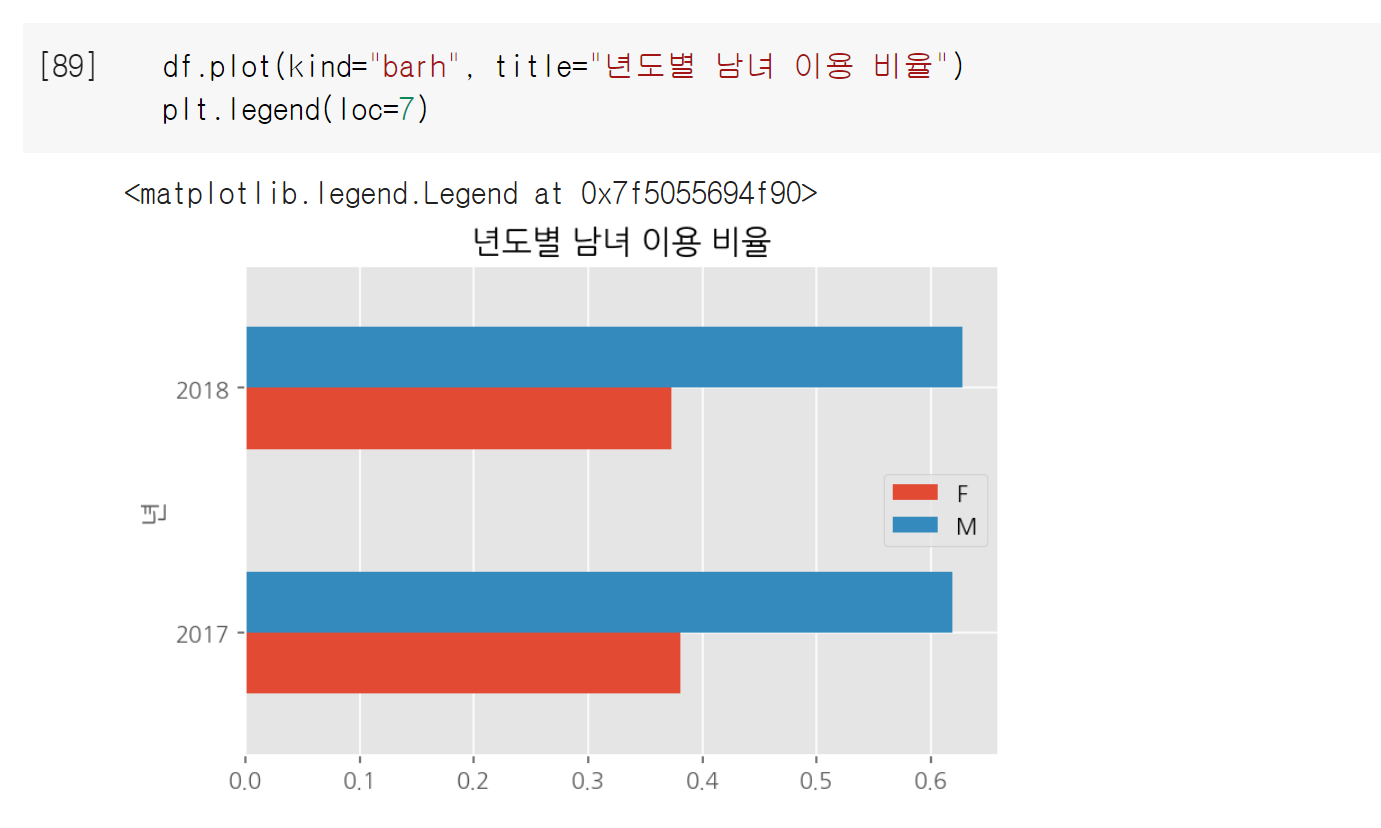 [89] df.plot(kind="barh", title="년도별 남녀 이용 비율")
plt.legend(loc=7)
<matplotlib.legend.Legend at 0x7f5055694f90>
년도별 남녀 이용 비율
2018
F
M
년
2017
0.0 0.1 0.2 0.3 0.4 0.5 0.6